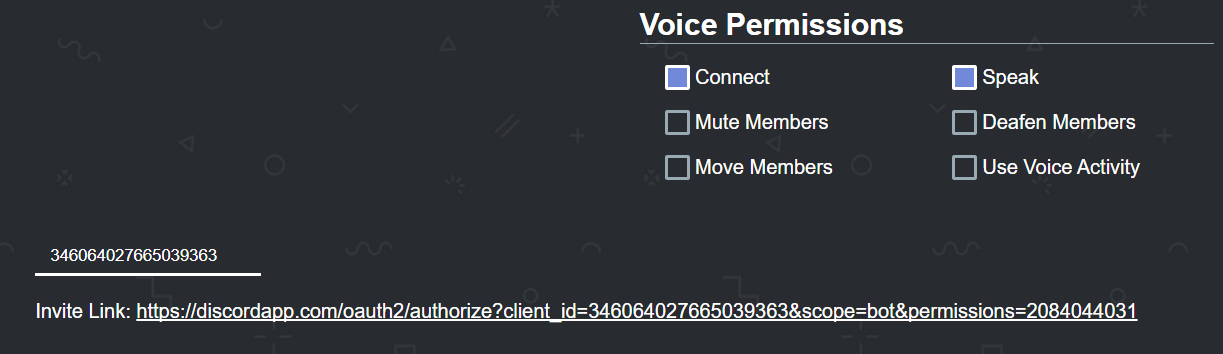 Voice Permissions
Connect Speak
Mute Members Deafen Members
Move Members Use Voice Activity
346064027665039363
Invite Link: https://discordapp.com/oauth2/authorize?client_id=346064027665039363&scope=bot&permissions=2084044031